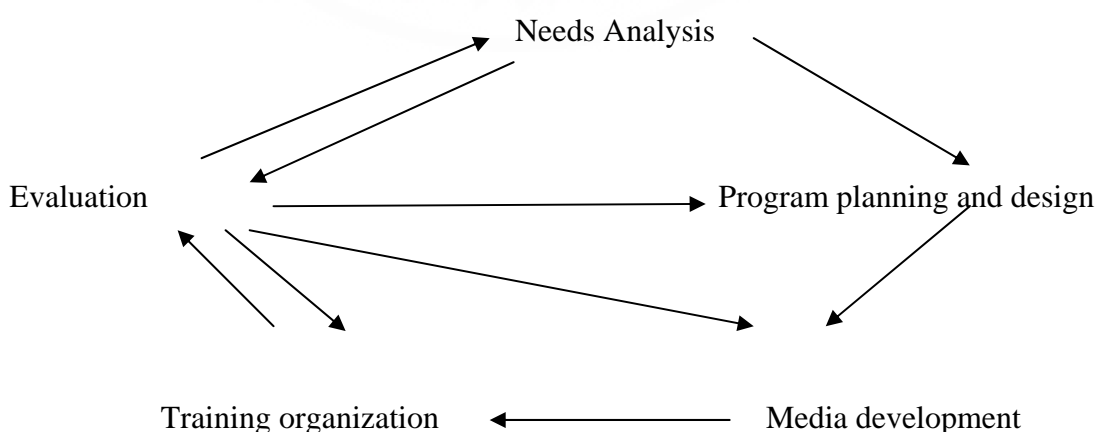 Needs Analysis
Evaluation
Program planning and design
Training organization
Media development